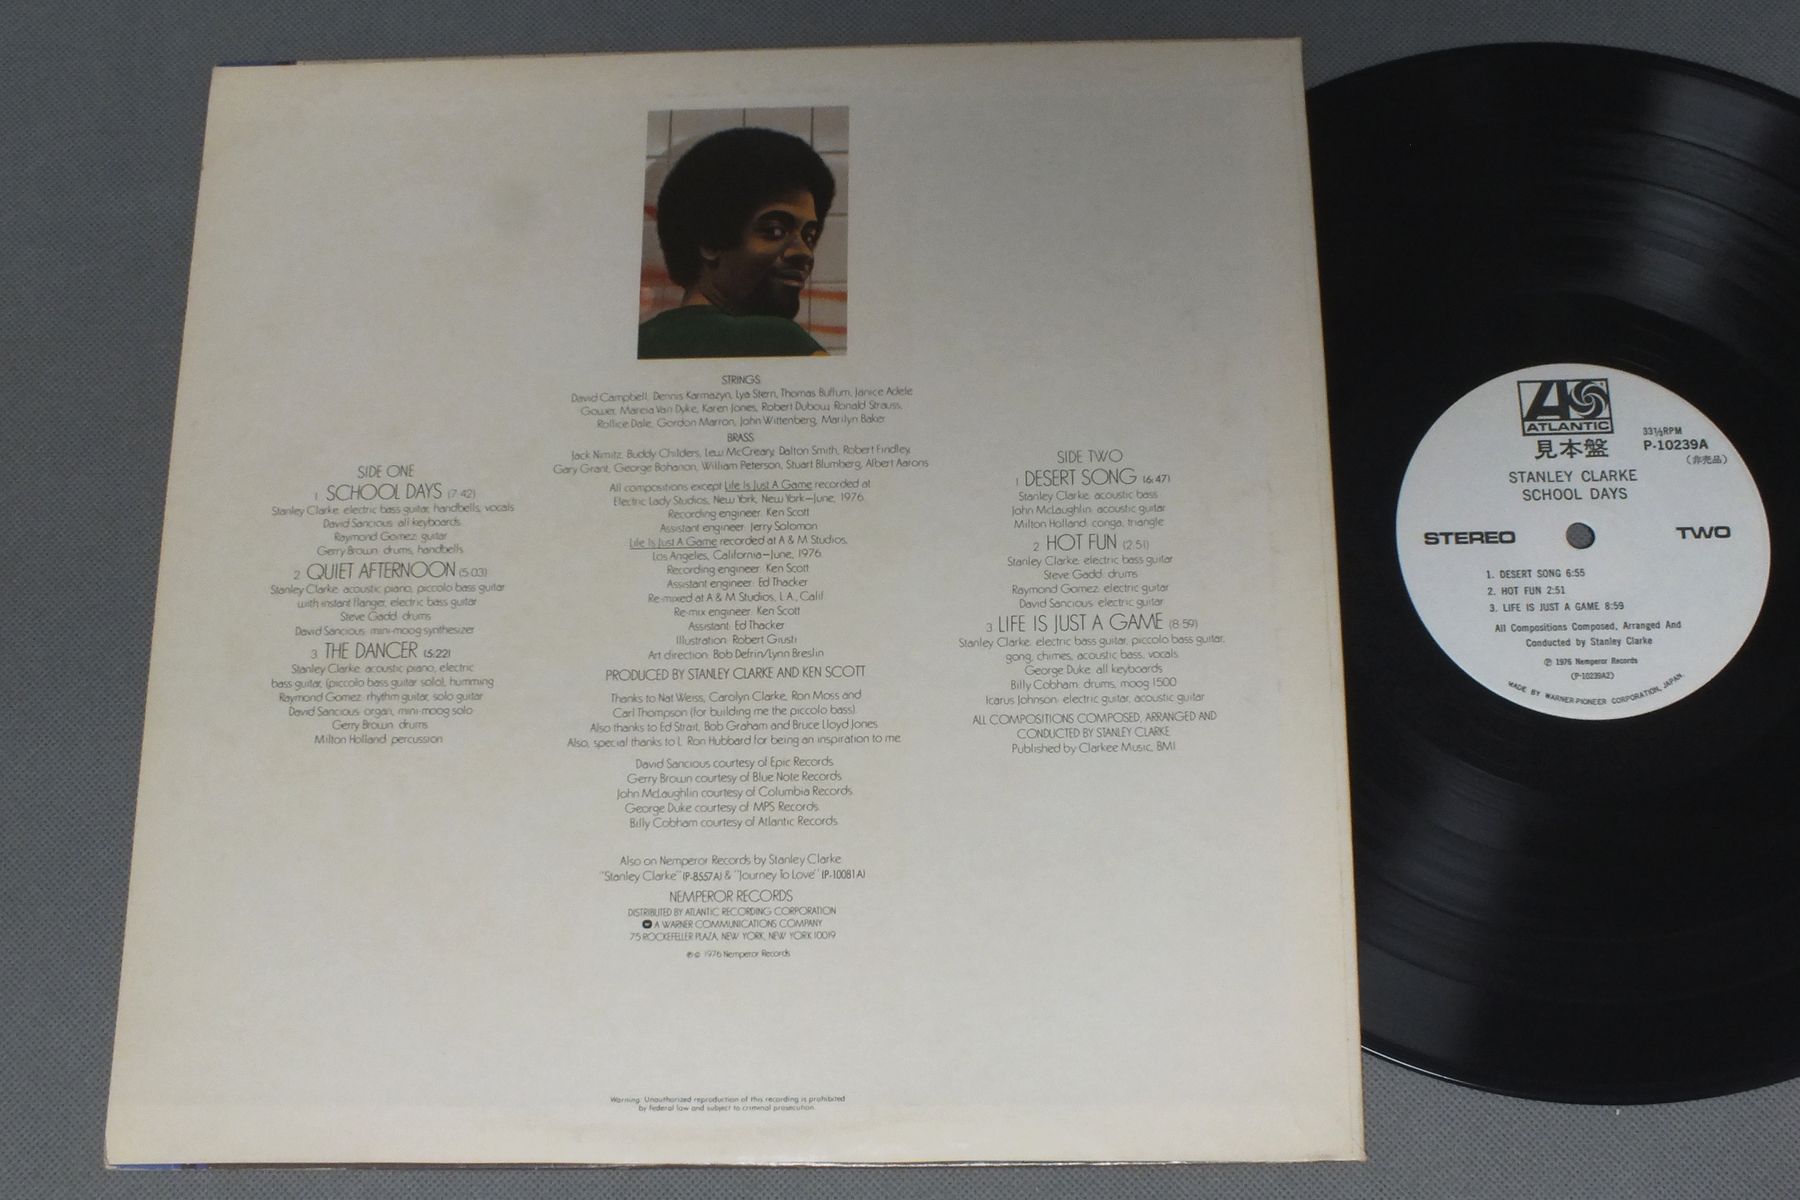 STRINGS
David Campbell, Dennis Karmazyn, Lya Stern, Thomas Buffum, Janice Adele
Gower, Marcia Van Dyke, Karen Jones, Robert Dubow, Ronald Strauss,
Rollice Dale, Gordon Marron, John Wittenberg, Marilyn Baker
BRASS
Jack Nimitz, Buddy Childers, Lew McCreary, Dalton Smith, Robert Findley,
Gary Grant, George Bohanon, William Peterson, Stuart Blumberg, Albert Aarons
All compositions except Life Is Just A Game recorded at
Electric Lady Studios, New York, New York—June, 1976.
Recording engineer: Ken Scott
Assistant engineer: Jerry Solomon
Life Is Just A Game recorded at A & M Studios,
Los Angeles, California—June, 1976.
Recording engineer: Ken Scott
Assistant engineer: Ed Thacker
Re-mixed at A & M Studios, L.A., Calif.
Re-mix engineer: Ken Scott
Assistant: Ed Thacker
Illustration: Robert Giusti
Art direction: Bob Defrin/Lynn Breslin
PRODUCED BY STANLEY CLARKE AND KEN SCOTT
Thanks to Nat Weiss, Carolyn Clarke, Ron Moss and
Carl Thompson (for building me the piccolo bass).
Also thanks to Ed Strait, Bob Graham and Bruce Lloyd Jones.
Also, special thanks to L. Ron Hubbard for being an inspiration to me.
David Sancious courtesy of Epic Records
Gerry Brown courtesy of Blue Note Records
John McLaughlin courtesy of Columbia Records
George Duke courtesy of MPS Records
Billy Cobham courtesy of Atlantic Records
Also on Nemperor Records by Stanley Clarke
"Stanley Clarke" (P-8557A) & "Journey To Love" (P-10081A)
NEMPEROR RECORDS
DISTRIBUTED BY ATLANTIC RECORDING CORPORATION
A WARNER COMMUNICATIONS COMPANY
75 ROCKEFELLER PLAZA, NEW YORK, NEW YORK 10019
℗ © 1976 Nemperor Records
Warning: Unauthorized reproduction of this recording is prohibited
by federal law and subject to criminal prosecution.
SIDE ONE
1. SCHOOL DAYS (7:42)
Stanley Clarke: electric bass guitar, handbells, vocals
David Sancious: all keyboards
Raymond Gomez: guitar
Gerry Brown: drums, handbells
2. QUIET AFTERNOON (5:03)
Stanley Clarke: acoustic piano, piccolo bass guitar
with instant flanger, electric bass guitar
Steve Gadd: drums
David Sancious: mini-moog synthesizer
3. THE DANCER (5:22)
Stanley Clarke: acoustic piano, electric
bass guitar, (piccolo bass guitar solo), humming
Raymond Gomez: rhythm guitar, solo guitar
David Sancious: organ, mini-moog solo
Gerry Brown: drums
Milton Holland: percussion
SIDE TWO
1. DESERT SONG (6:47)
Stanley Clarke: acoustic bass
John McLaughlin: acoustic guitar
Milton Holland: conga, triangle
2. HOT FUN (2:51)
Stanley Clarke: electric bass guitar
Steve Gadd: drums
Raymond Gomez: electric guitar
David Sancious: electric guitar
3. LIFE IS JUST A GAME (8:59)
Stanley Clarke: electric bass guitar, piccolo bass guitar,
gong, chimes, acoustic bass, vocals
George Duke: all keyboards
Billy Cobham: drums, moog 1500
Icarus Johnson: electric guitar, acoustic guitar
ALL COMPOSITIONS COMPOSED, ARRANGED AND
CONDUCTED BY STANLEY CLARKE
Published by Clarkee Music, BMI
ATLANTIC
見本盤
33⅓RPM
P-10239A
(非売品)
STANLEY CLARKE
SCHOOL DAYS
STEREO
TWO
1. DESERT SONG 6:55
2. HOT FUN 2:51
3. LIFE IS JUST A GAME 8:59
All Compositions Composed, Arranged And
Conducted by Stanley Clarke
℗ 1976 Nemperor Records
(P-10239A2)
MADE BY WARNER-PIONEER CORPORATION, JAPAN.